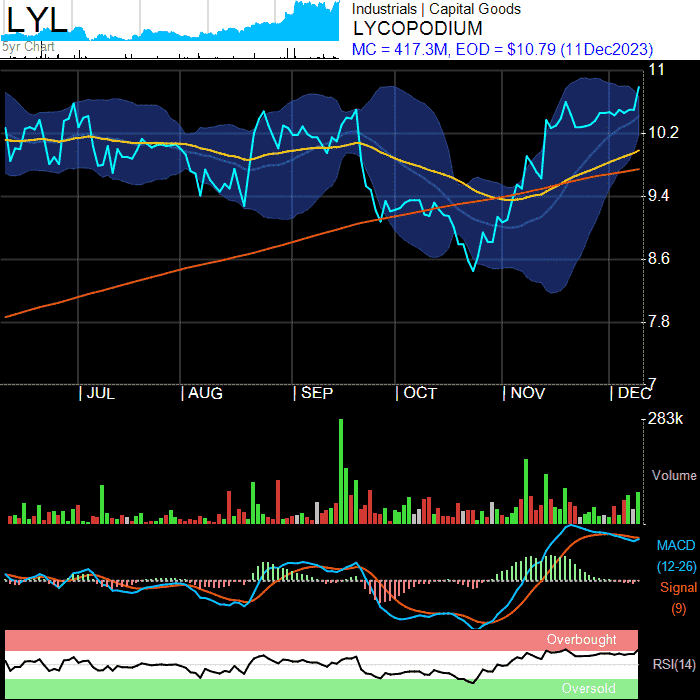 LYL
5yr Chart
Industrials | Capital Goods
LYCOPODIUM
MC = 417.3M, EOD = $10.79 (11Dec2023)
11
10.2
9.4
8.6
7.8
7
JUL AUG SEP OCT NOV DEC
283k
Volume
MACD
(12-26)
Signal
(9)
Overbought
RSI(14)
Oversold